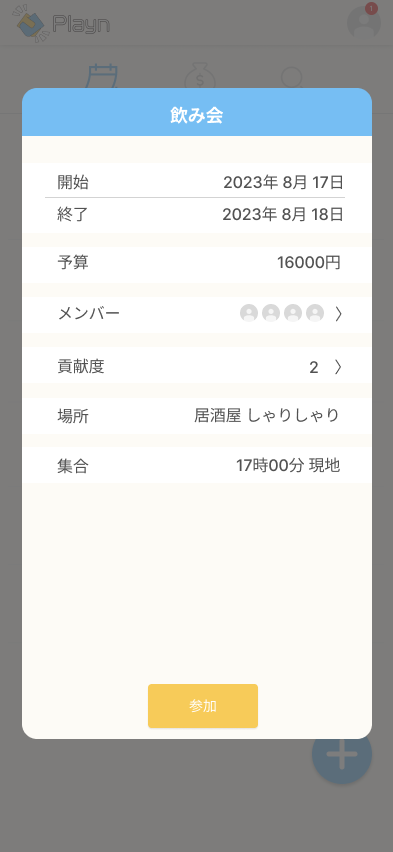 Playn
1
$
飲み会
開始 2023年 8月 17日
終了 2023年 8月 18日
予算 16000円
メンバー 〉
貢献度 2 〉
場所 居酒屋 しゃりしゃり
集合 17時00分 現地
参加